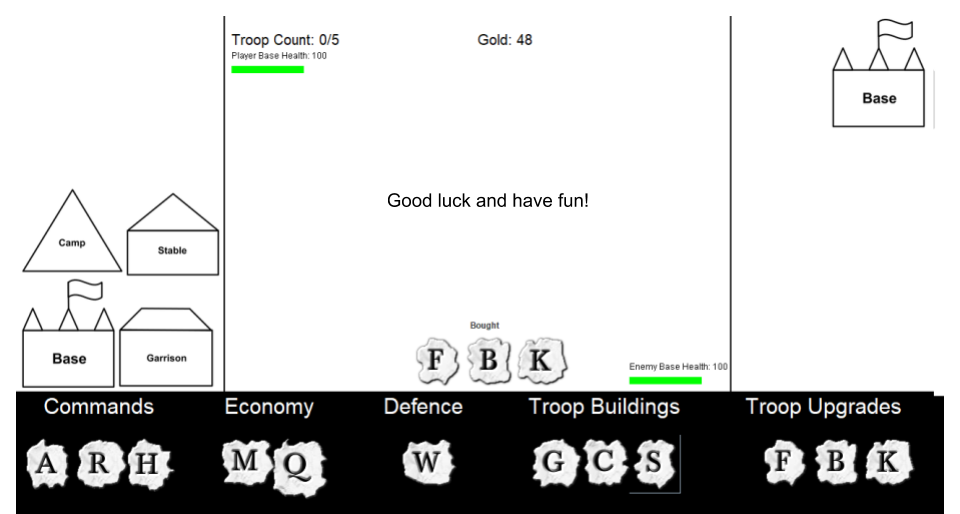 Troop Count: 0/5
Gold: 48
Player Base Health: 100
Base
Good luck and have fun!
Camp
Stable
Base
Garrison
Bought
F B K
Enemy Base Health: 100
Commands Economy Defence Troop Buildings Troop Upgrades
A R H M Q W G C S F B K